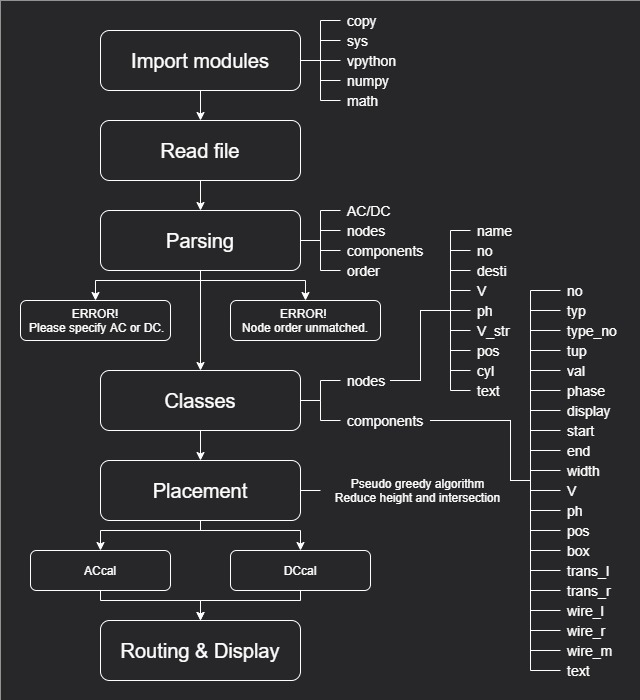 Import modules
copy
sys
vpython
numpy
math
Read file
Parsing
AC/DC
nodes
components
order
ERROR!
Please specify AC or DC.
ERROR!
Node order unmatched.
Classes
nodes
components
name
no
desti
V
ph
V_str
pos
cyl
text
no
typ
type_no
tup
val
phase
display
start
end
width
V
ph
pos
box
trans_l
trans_r
wire_l
wire_r
wire_m
text
Placement
Pseudo greedy algorithm
Reduce height and intersection
ACcal
DCcal
Routing & Display